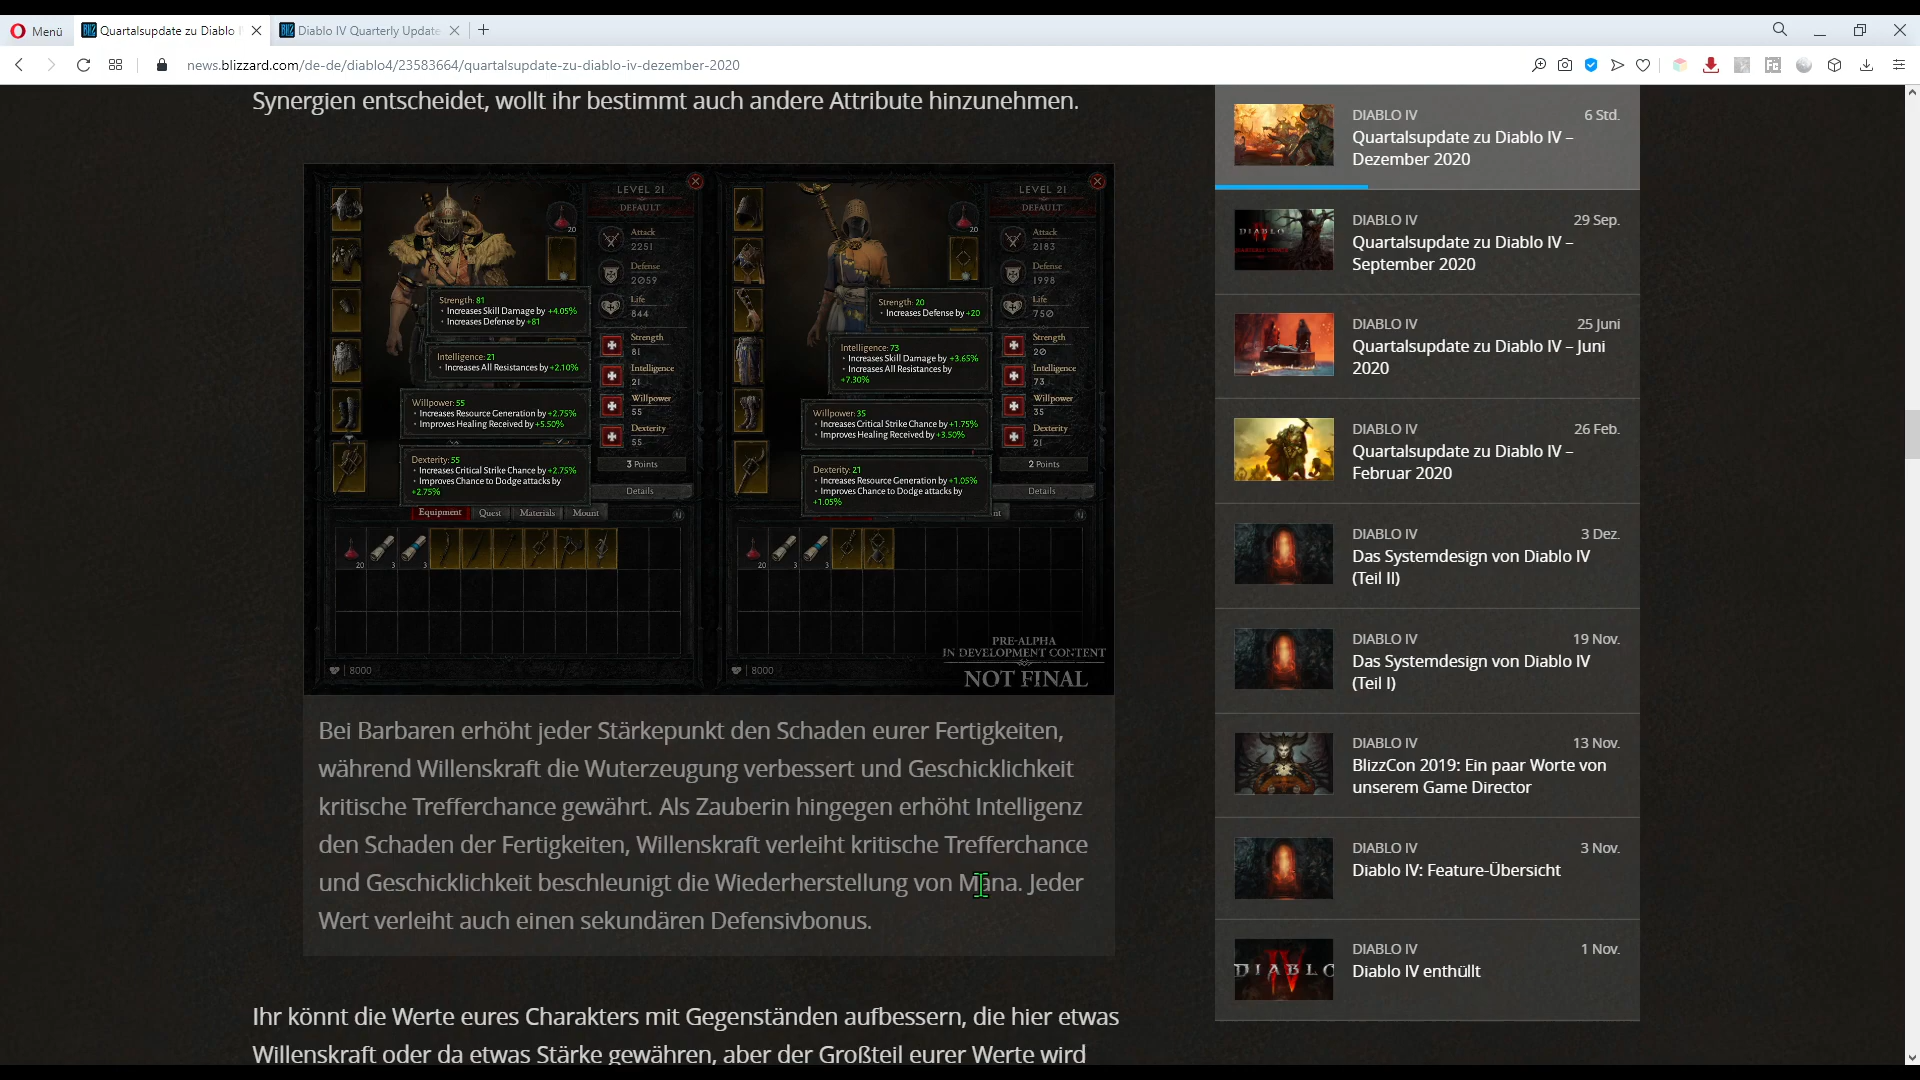 Menü
Quartalsupdate zu Diablo I
Diablo IV Quarterly Update
news.blizzard.com/de-de/diablo4/23583664/quartalsupdate-zu-diablo-iv-dezember-2020
Synergien entscheidet, wollt ihr bestimmt auch andere Attribute hinzunehmen.
LEVEL 21
DEFAULT
20
Attack
2251
Defense
2059
Life
844
Strength: 81
· Increases Skill Damage by +4.05%
· Increases Defense by +81
Strength
81
Intelligence: 21
· Increases All Resistances by +2.10%
Intelligence
21
Willpower: 55
· Increases Resource Generation by +2.75%
· Improves Healing Received by +5.50%
Willpower
55
Dexterity: 55
· Increases Critical Strike Chance by +2.75%
· Improves Chance to Dodge attacks by
+2.75%
Dexterity
55
3 Points
Details
Equipment
Quest
Materials
Mount
20
3
3
8000
LEVEL 21
DEFAULT
20
Attack
2183
Defense
1998
Life
750
Strength: 20
· Increases Defense by +20
Strength
20
Intelligence: 73
· Increases Skill Damage by +3.65%
· Increases All Resistances by
+7.30%
Intelligence
73
Willpower: 35
· Increases Critical Strike Chance by +1.75%
· Improves Healing Received by +3.50%
Willpower
35
Dexterity: 21
· Increases Resource Generation by +1.05%
· Improves Chance to Dodge attacks by
+1.05%
Dexterity
21
2 Points
Details
nt
20
3
3
8000
PRE-ALPHA
IN DEVELOPMENT CONTENT
NOT FINAL
Bei Barbaren erhöht jeder Stärkepunkt den Schaden eurer Fertigkeiten,
während Willenskraft die Wuterzeugung verbessert und Geschicklichkeit
kritische Trefferchance gewährt. Als Zauberin hingegen erhöht Intelligenz
den Schaden der Fertigkeiten, Willenskraft verleiht kritische Trefferchance
und Geschicklichkeit beschleunigt die Wiederherstellung von Mana. Jeder
Wert verleiht auch einen sekundären Defensivbonus.
Ihr könnt die Werte eures Charakters mit Gegenständen aufbessern, die hier etwas
Willenskraft oder da etwas Stärke gewähren, aber der Großteil eurer Werte wird
DIABLO IV 6 Std.
Quartalsupdate zu Diablo IV –
Dezember 2020
DIABLO IV 29 Sep.
Quartalsupdate zu Diablo IV –
September 2020
DIABLO IV 25 Juni
Quartalsupdate zu Diablo IV – Juni
2020
DIABLO IV 26 Feb.
Quartalsupdate zu Diablo IV –
Februar 2020
DIABLO IV 3 Dez.
Das Systemdesign von Diablo IV
(Teil II)
DIABLO IV 19 Nov.
Das Systemdesign von Diablo IV
(Teil I)
DIABLO IV 13 Nov.
BlizzCon 2019: Ein paar Worte von
unserem Game Director
DIABLO IV 3 Nov.
Diablo IV: Feature-Übersicht
DIABLO IV 1 Nov.
Diablo IV enthüllt
DIABLO
IV